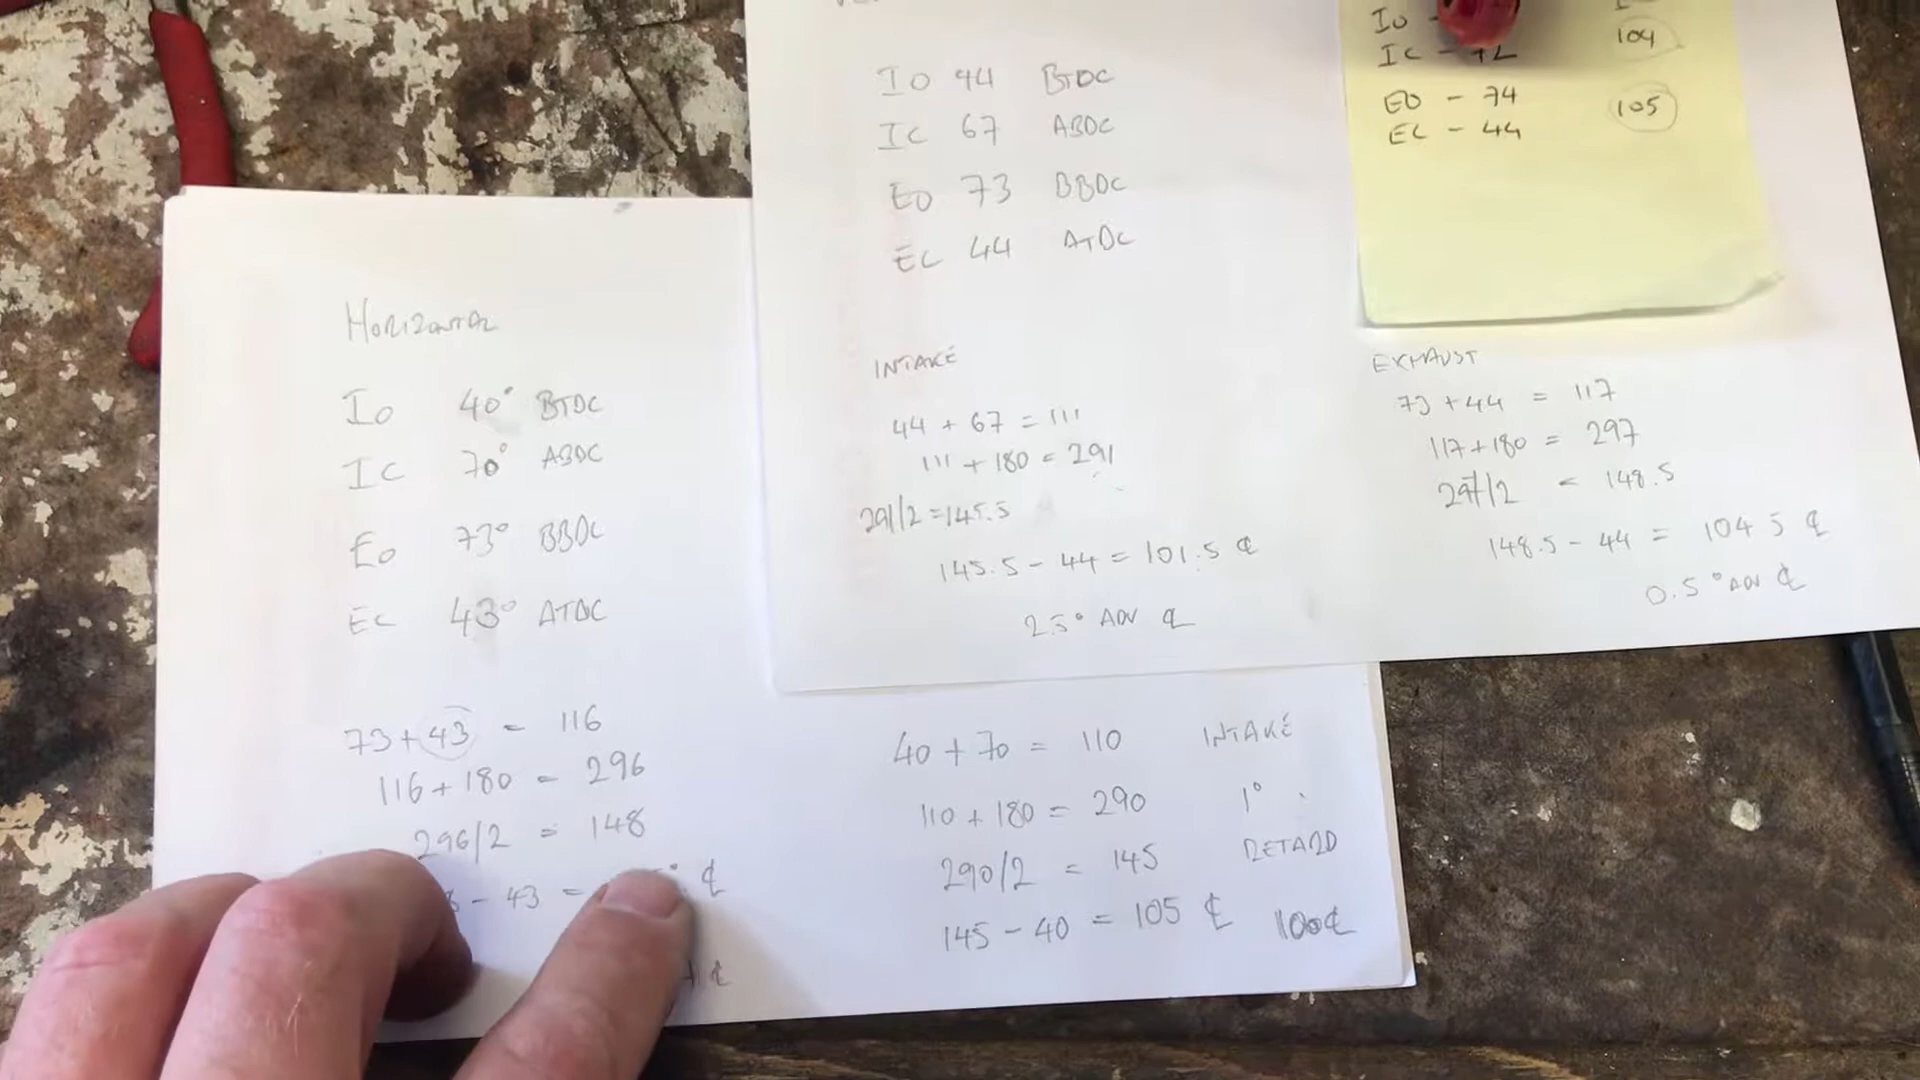 Io
IC
104
EO - 74
105
EC - 44
IO 44 BTDC
IC 67 ABDC
EO 73 BBDC
EC 44 ATDC
INTAKE
44 + 67 = 111
111 + 180 = 291
291/2 = 145.5
145.5 - 44 = 101.5 ℄
2.5° ADV ℄
EXHAUST
73 + 44 = 117
117 + 180 = 297
297/2 = 148.5
148.5 - 44 = 104.5 ℄
0.5° ADV ℄
HORIZONTAL
Io 40° BTDC
IC 70° ABDC
Eo 73° BBDC
EC 43° ATDC
73 + 43 = 116
116 + 180 = 296
296/2 = 148
- 43 = ℄
℄
40 + 70 = 110 INTAKE
110 + 180 = 290 1°
290/2 = 145 RETARD
145 - 40 = 105 ℄